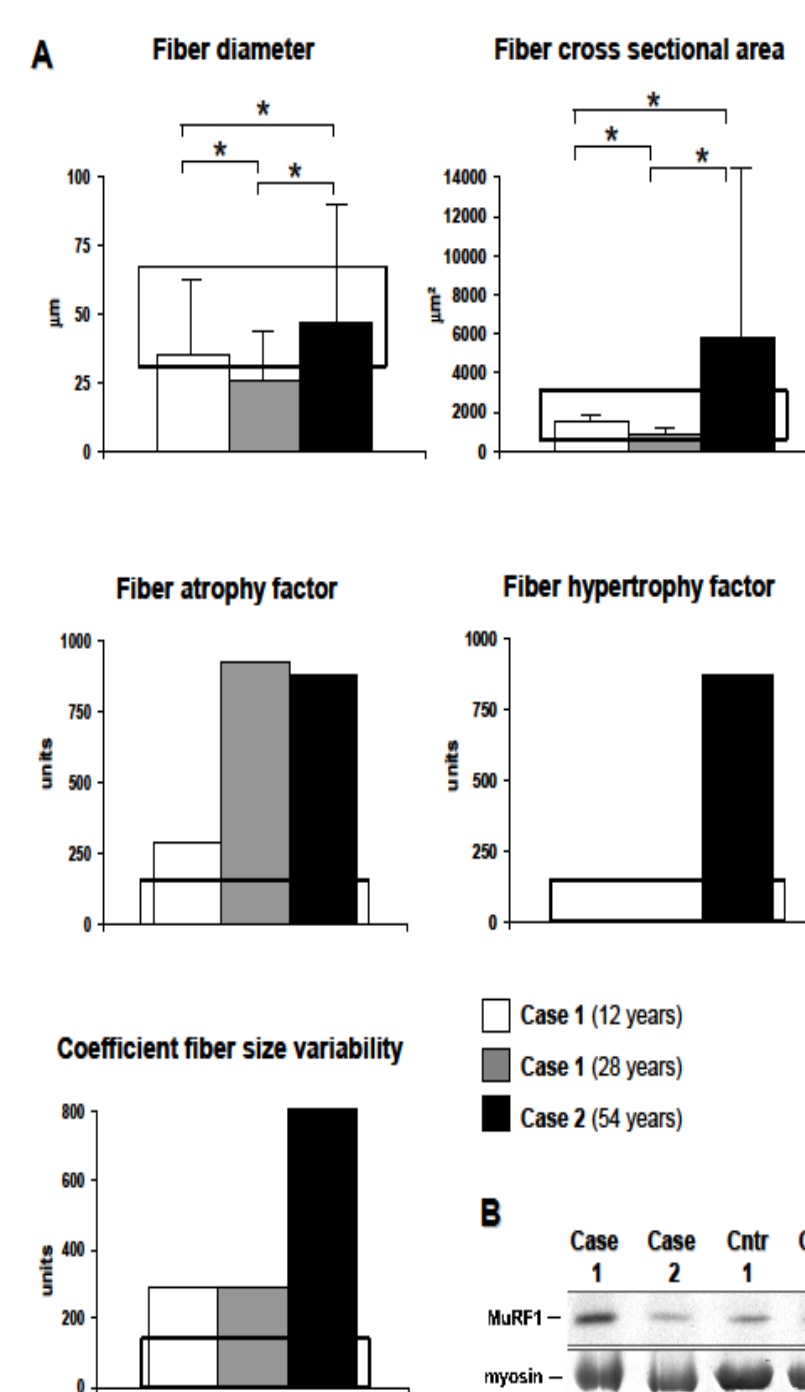 A
Fiber diameter
Fiber cross sectional area
*
*
*
*
*
*
100
75
50
25
0
µm
14000
12000
10000
8000
6000
4000
2000
0
µm²
Fiber atrophy factor
Fiber hypertrophy factor
1000
750
500
250
0
units
1000
750
500
250
0
units
Coefficient fiber size variability
800
600
400
200
0
units
Case 1 (12 years)
Case 1 (28 years)
Case 2 (54 years)
B
Case 1
Case 2
Cntr 1
MuRF1
myosin